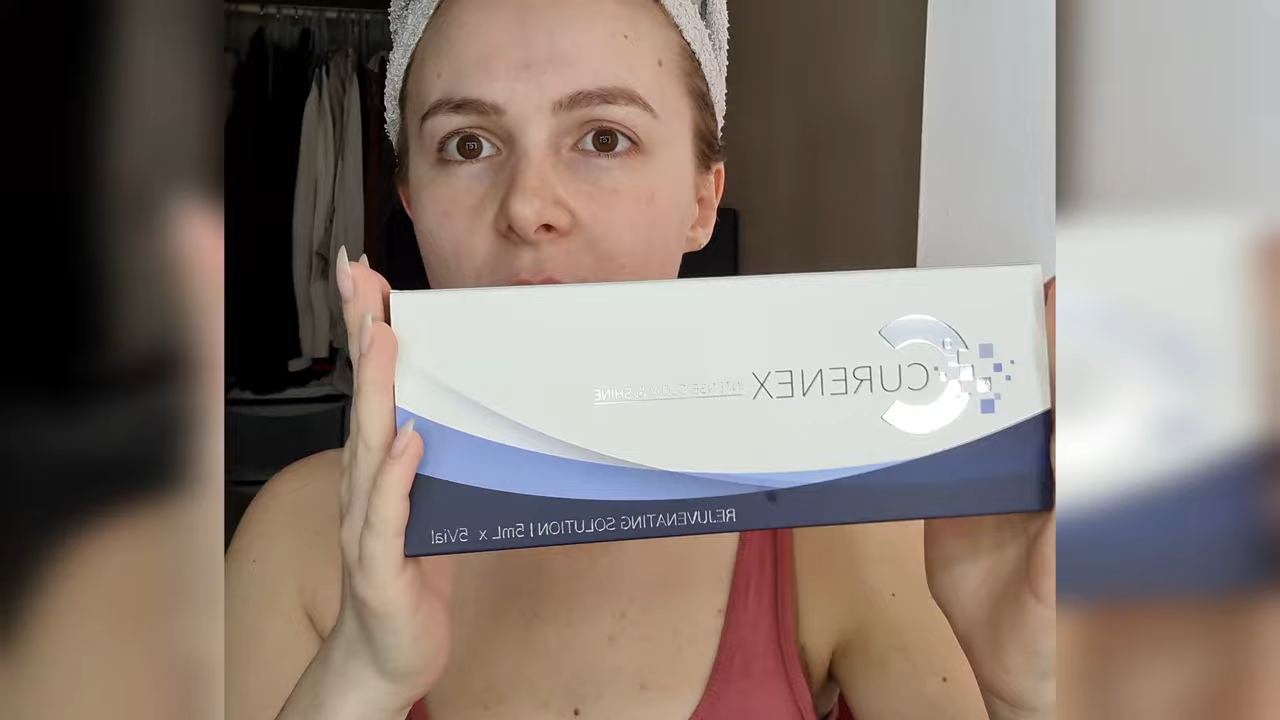 CURENEX
INTENSE GLOW & SHINE
REJUVENATING SOLUTION | 5mL x 5Vial